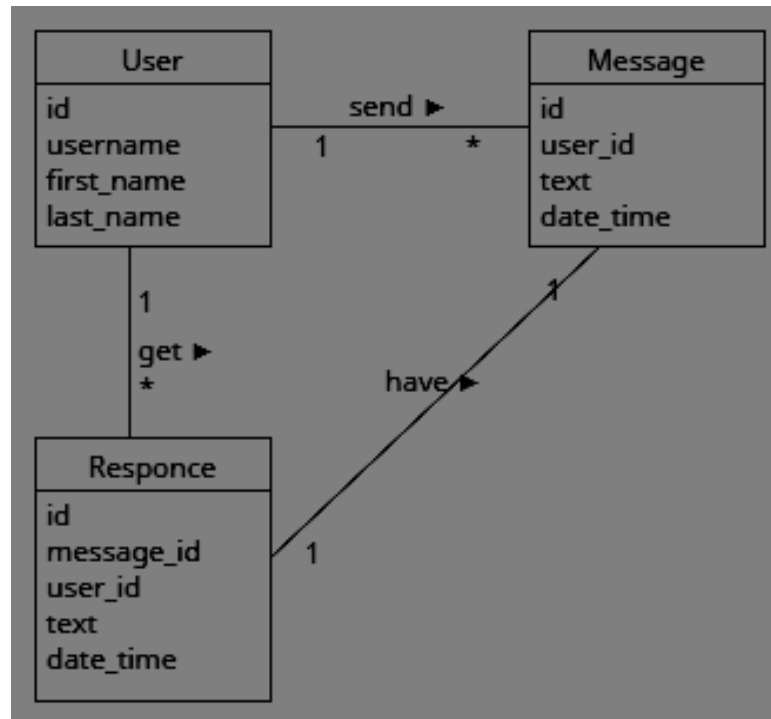 User
id
username
first_name
last_name
send ►
1
*
Message
id
user_id
text
date_time
1
get ►
*
1
have ►
1
Responce
id
message_id
user_id
text
date_time